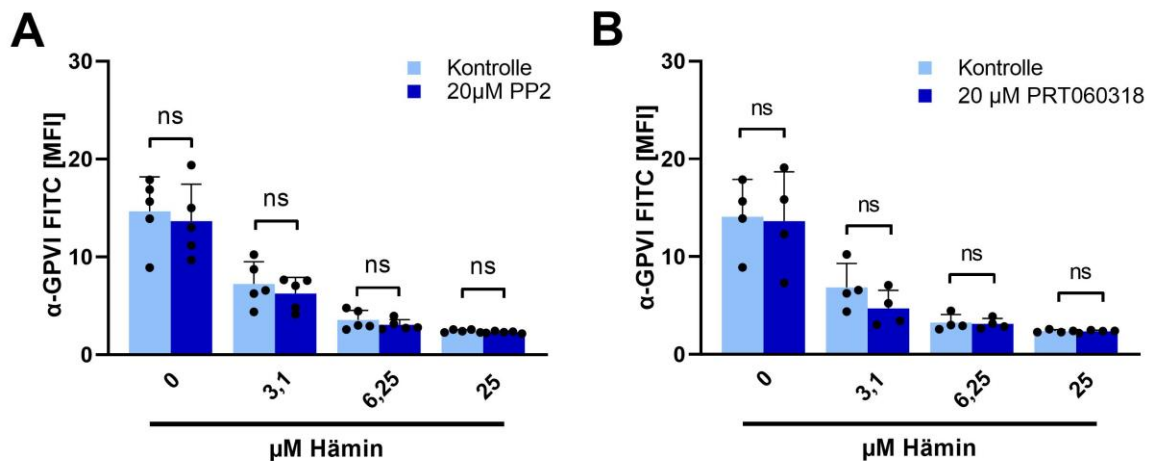 A
α-GPVI FITC [MFI]
30
20
10
0
Kontrolle
20µM PP2
ns
ns
ns
ns
0
3,1
6,25
25
µM Hämin
B
α-GPVI FITC [MFI]
30
20
10
0
Kontrolle
20 µM PRT060318
ns
ns
ns
ns
0
3,1
6,25
25
µM Hämin